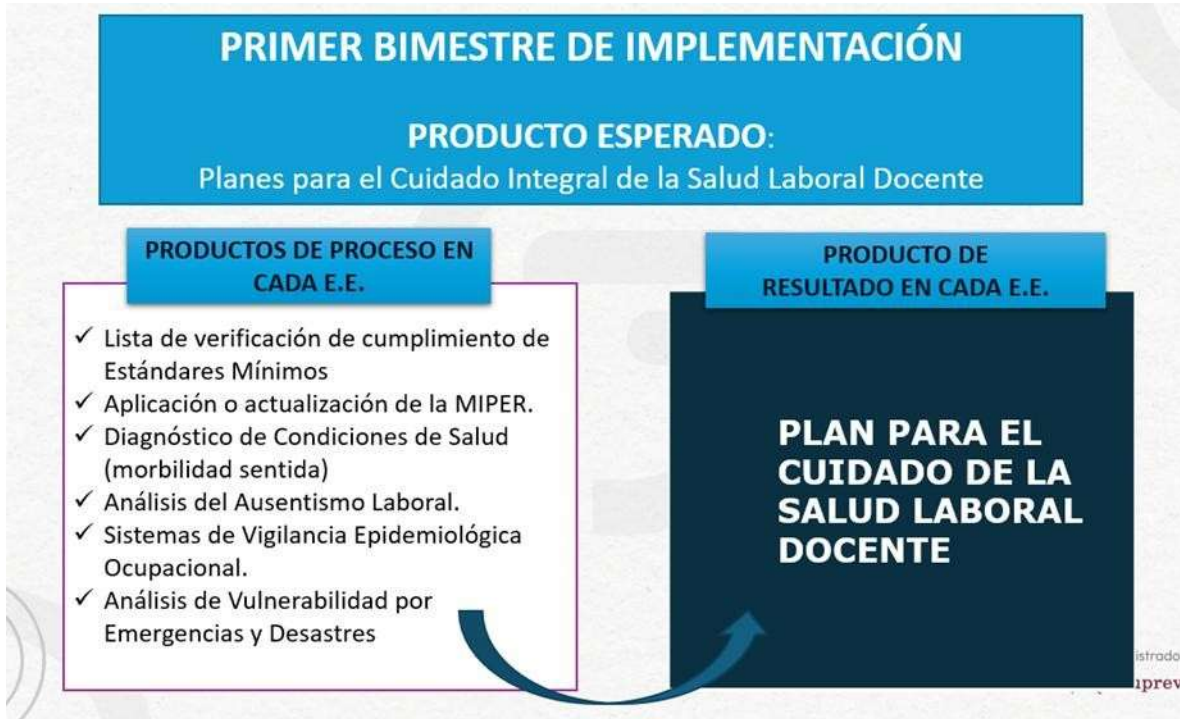 PRIMER BIMESTRE DE IMPLEMENTACIÓN
PRODUCTO ESPERADO:
Planes para el Cuidado Integral de la Salud Laboral Docente
PRODUCTOS DE PROCESO EN
CADA E.E.
✓ Lista de verificación de cumplimiento de
Estándares Mínimos
✓ Aplicación o actualización de la MIPER.
✓ Diagnóstico de Condiciones de Salud
(morbilidad sentida)
✓ Análisis del Ausentismo Laboral.
✓ Sistemas de Vigilancia Epidemiológica
Ocupacional.
✓ Análisis de Vulnerabilidad por
Emergencias y Desastres
PRODUCTO DE
RESULTADO EN CADA E.E.
PLAN PARA EL
CUIDADO DE LA
SALUD LABORAL
DOCENTE